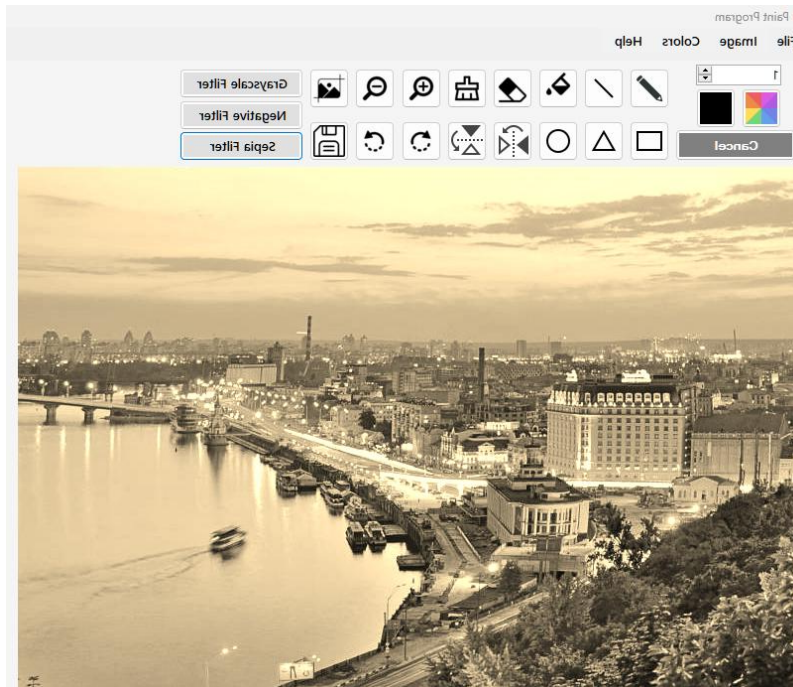 Paint Program
File Image Colors Help
1
Grayscale Filter
Negative Filter
Sepia Filter
Cancel